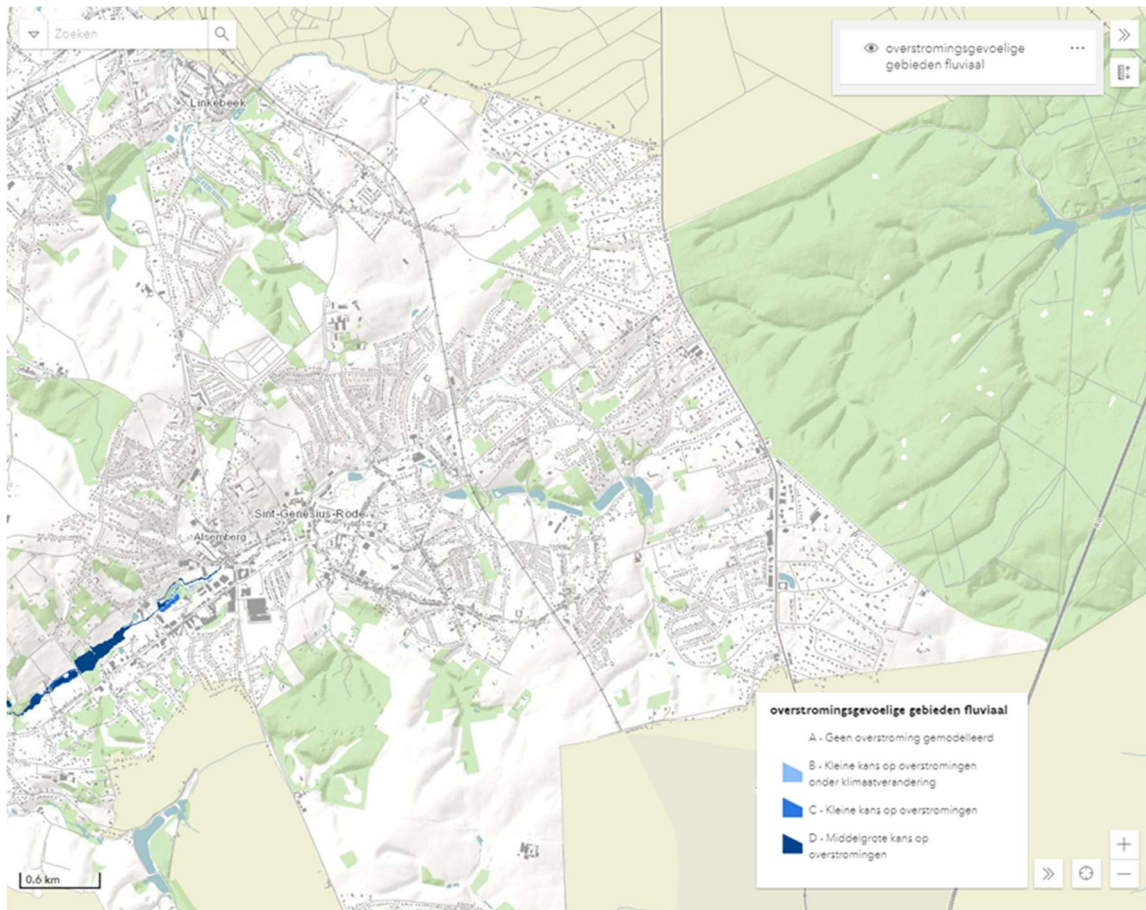 Zoeken
overstromingsgevoelige
gebieden fluviaal
Linkebeek
Sint-Genesius-Rode
Alsemberg
overstromingsgevoelige gebieden fluviaal
A - Geen overstroming gemodelleerd
B - Kleine kans op overstromingen
onder klimaatverandering
C - Kleine kans op overstromingen
D - Middelgrote kans op
overstromingen
0.6 km